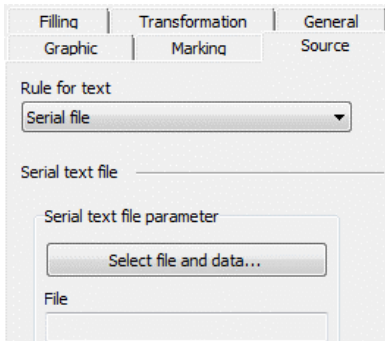 Filling Transformation General
Graphic Marking Source
Rule for text
Serial file
Serial text file
Serial text file parameter
Select file and data...
File